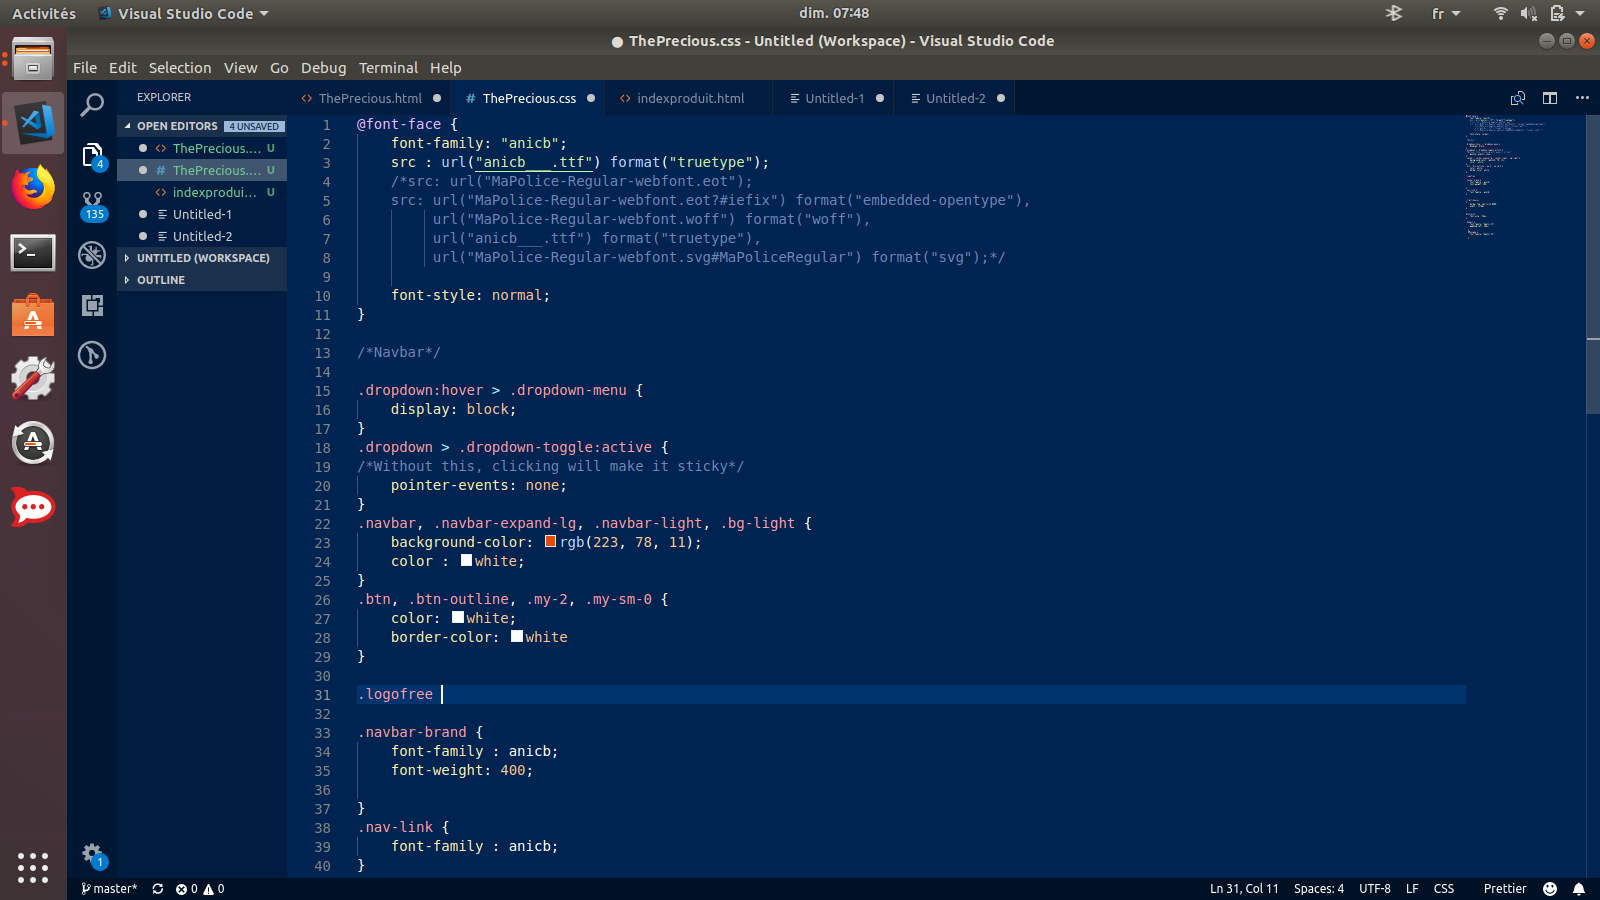 Activités
Visual Studio Code
dim. 07:48
fr
● ThePrecious.css - Untitled (Workspace) - Visual Studio Code
File Edit Selection View Go Debug Terminal Help
EXPLORER
OPEN EDITORS 4 UNSAVED
ThePrecious.... U
# ThePrecious.... U
indexprodui... U
Untitled-1
Untitled-2
UNTITLED (WORKSPACE)
OUTLINE
4
135
1
ThePrecious.html
# ThePrecious.css
indexproduit.html
Untitled-1
Untitled-2
1 @font-face {
2 font-family: "anicb";
3 src : url("anicb___.ttf") format("truetype");
4 /*src: url("MaPolice-Regular-webfont.eot");
5 src: url("MaPolice-Regular-webfont.eot?#iefix") format("embedded-opentype"),
6 url("MaPolice-Regular-webfont.woff") format("woff"),
7 url("anicb___.ttf") format("truetype"),
8 url("MaPolice-Regular-webfont.svg#MaPoliceRegular") format("svg");*/
9
10 font-style: normal;
11 }
12
13 /*Navbar*/
14
15 .dropdown:hover > .dropdown-menu {
16 display: block;
17 }
18 .dropdown > .dropdown-toggle:active {
19 /*Without this, clicking will make it sticky*/
20 pointer-events: none;
21 }
22 .navbar, .navbar-expand-lg, .navbar-light, .bg-light {
23 background-color: rgb(223, 78, 11);
24 color : white;
25 }
26 .btn, .btn-outline, .my-2, .my-sm-0 {
27 color: white;
28 border-color: white
29 }
30
31 .logofree
32
33 .navbar-brand {
34 font-family : anicb;
35 font-weight: 400;
36
37 }
38 .nav-link {
39 font-family : anicb;
40 }
master* 0 0
Ln 31, Col 11 Spaces: 4 UTF-8 LF CSS Prettier